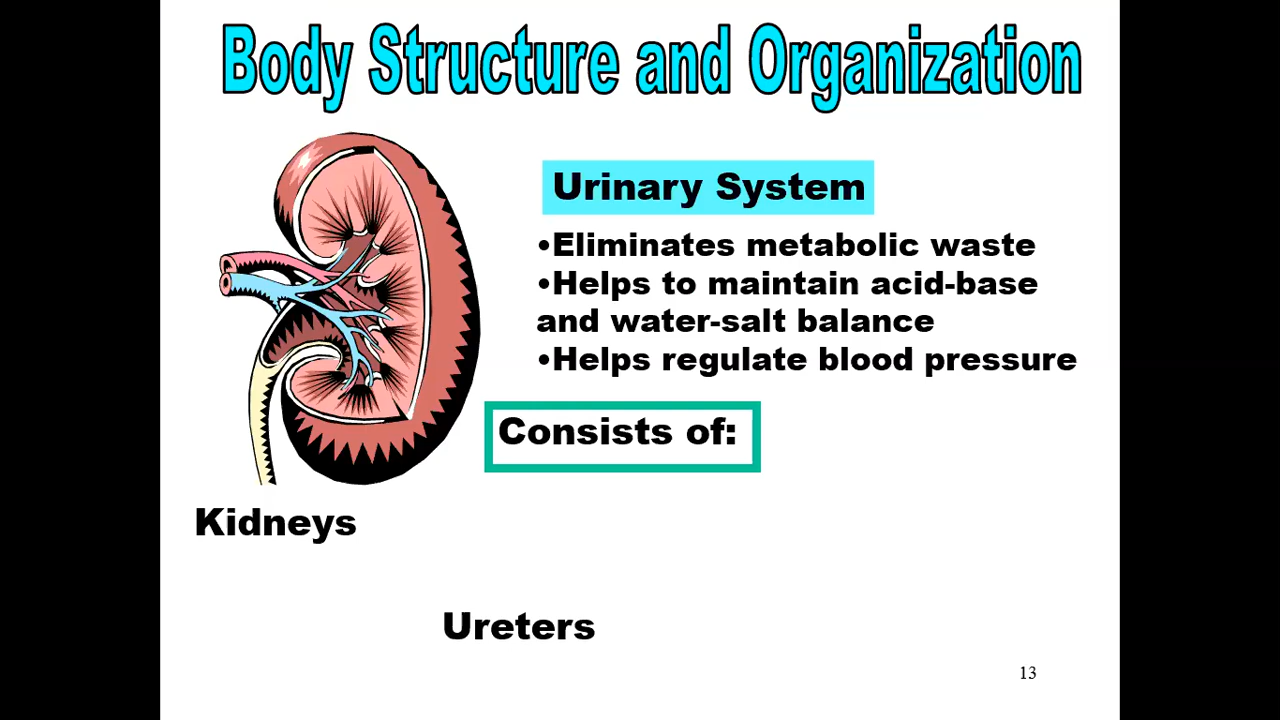 Body Structure and Organization
Urinary System
•Eliminates metabolic waste
•Helps to maintain acid-base
and water-salt balance
•Helps regulate blood pressure
Consists of:
Kidneys
Ureters
13